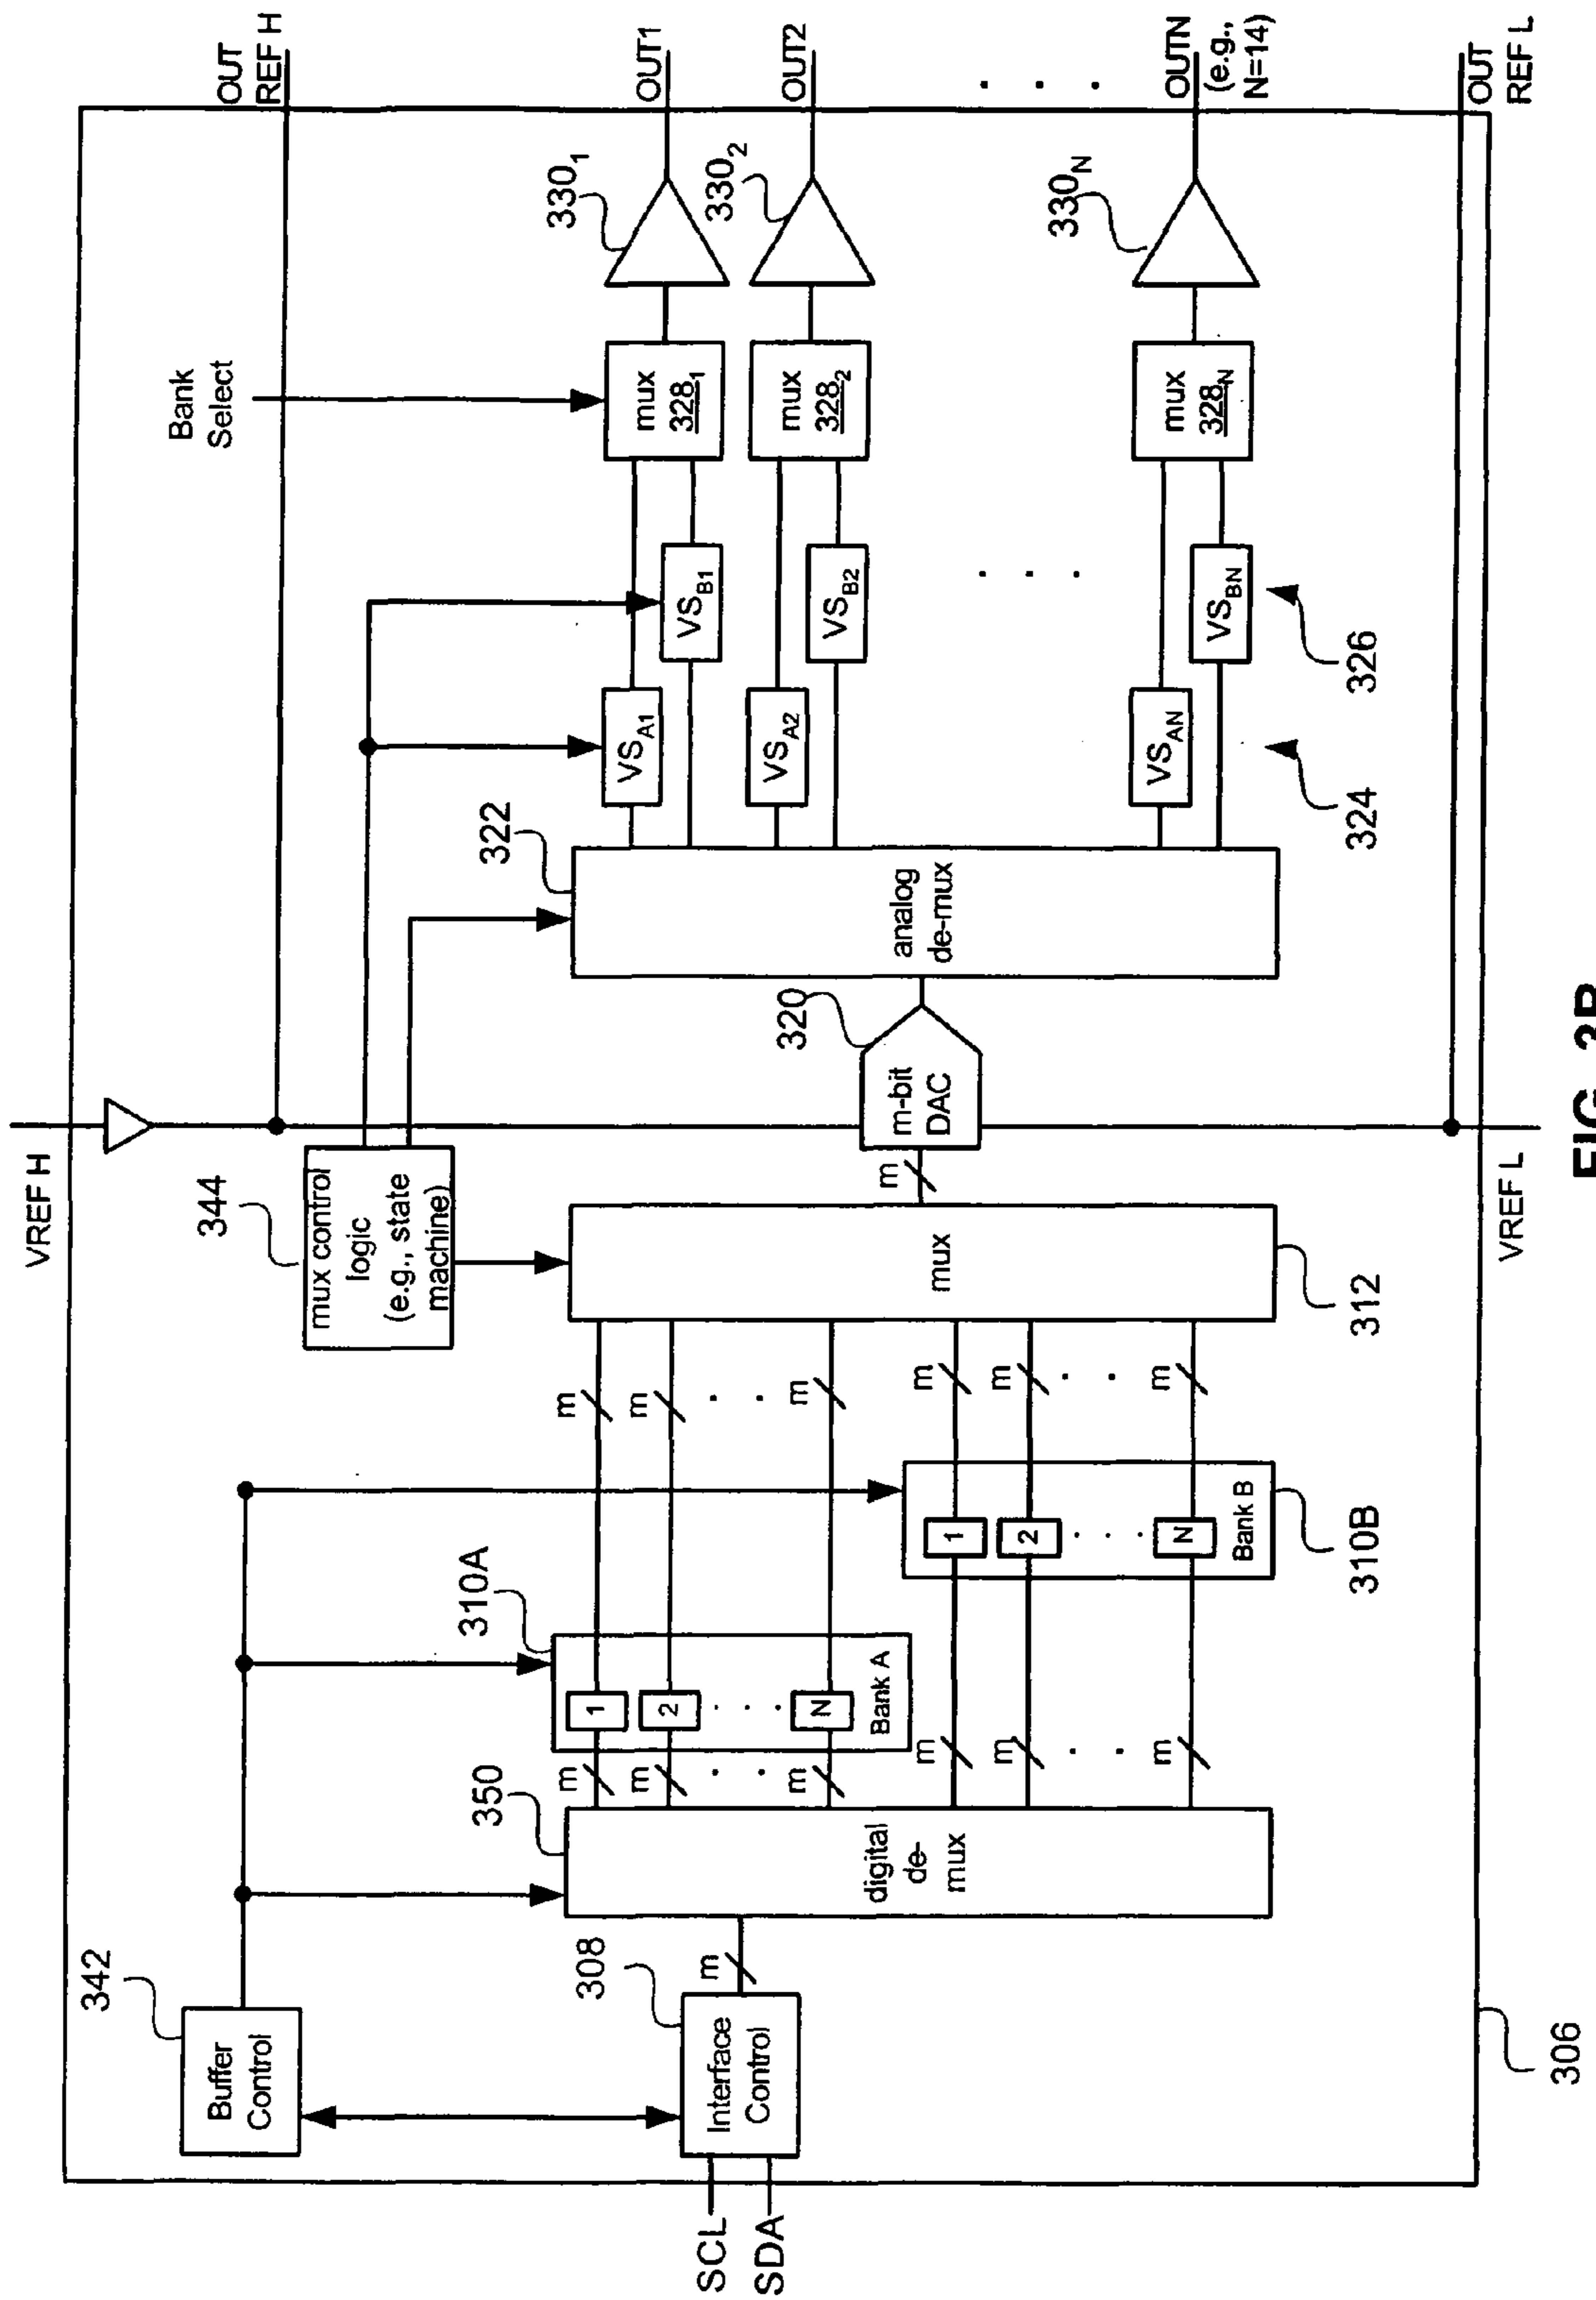 VREF H
OUT
REF H
Bank
Select
342
Buffer
Control
344
mux control
logic
(e.g., state
machine)
310A
350
322
330₁
OUT1
330₂
OUT2
. . .
330N
OUTN
(e.g.,
N=14)
308
Interface
Control
SCL
SDA
m
digital
de-
mux
m
m
. .
m
m
m
. .
m
1
2
. . .
N
Bank A
1
2
. . .
N
Bank B
310B
m
m
. .
m
m
m
. .
m
mux
312
m
m-bit
DAC
320
analog
de-mux
VSA1
VSB1
VSA2
VSB2
. . .
VSAN
VSBN
324
326
mux
328₁
mux
328₂
mux
328N
306
VREF L
OUT
REF L
FIG. 3B